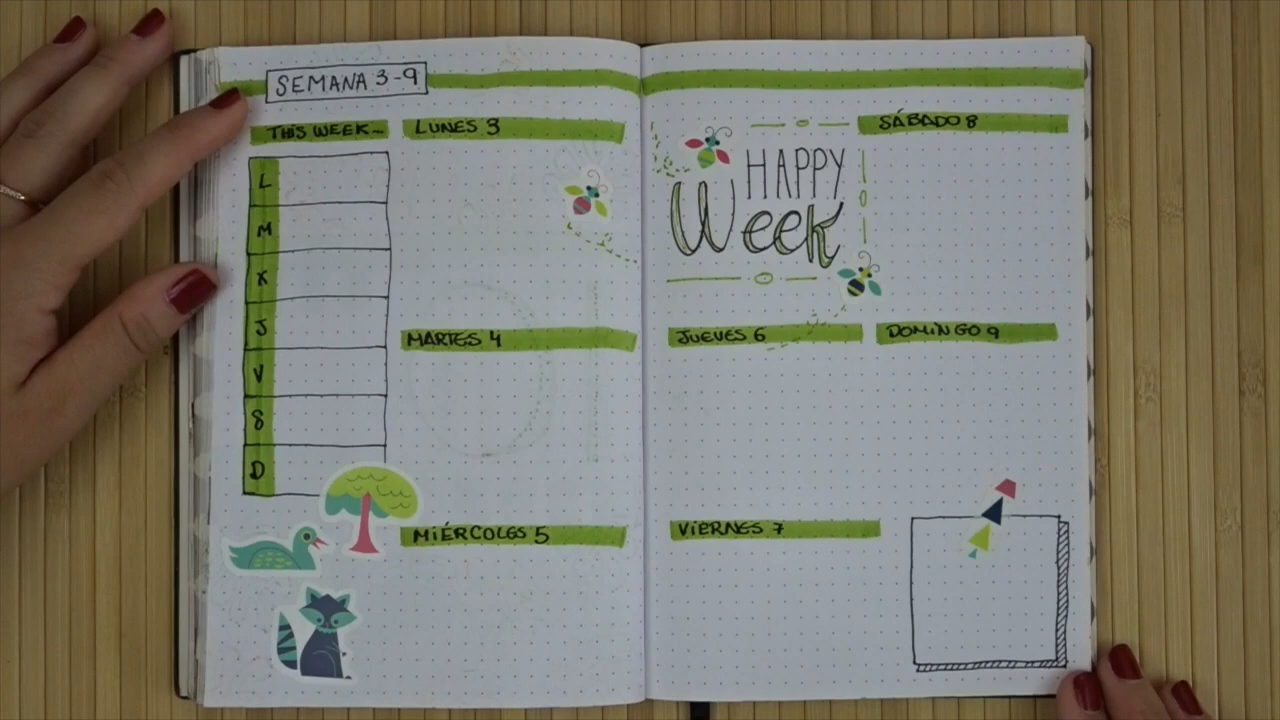 SEMANA 3-9
THIS WEEK...
L
M
X
J
V
S
D
LUNES 3
MARTES 4
MIÉRCOLES 5
HAPPY
Week
JUEVES 6
VIERNES 7
SÁBADO 8
DOMINGO 9